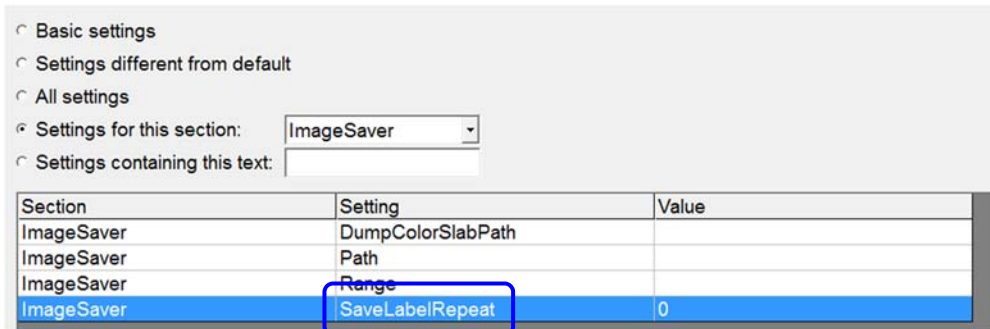 Basic settings
Settings different from default
All settings
Settings for this section: ImageSaver
Settings containing this text:
Section Setting Value
ImageSaver DumpColorSlabPath
ImageSaver Path
ImageSaver Range
ImageSaver SaveLabelRepeat 0